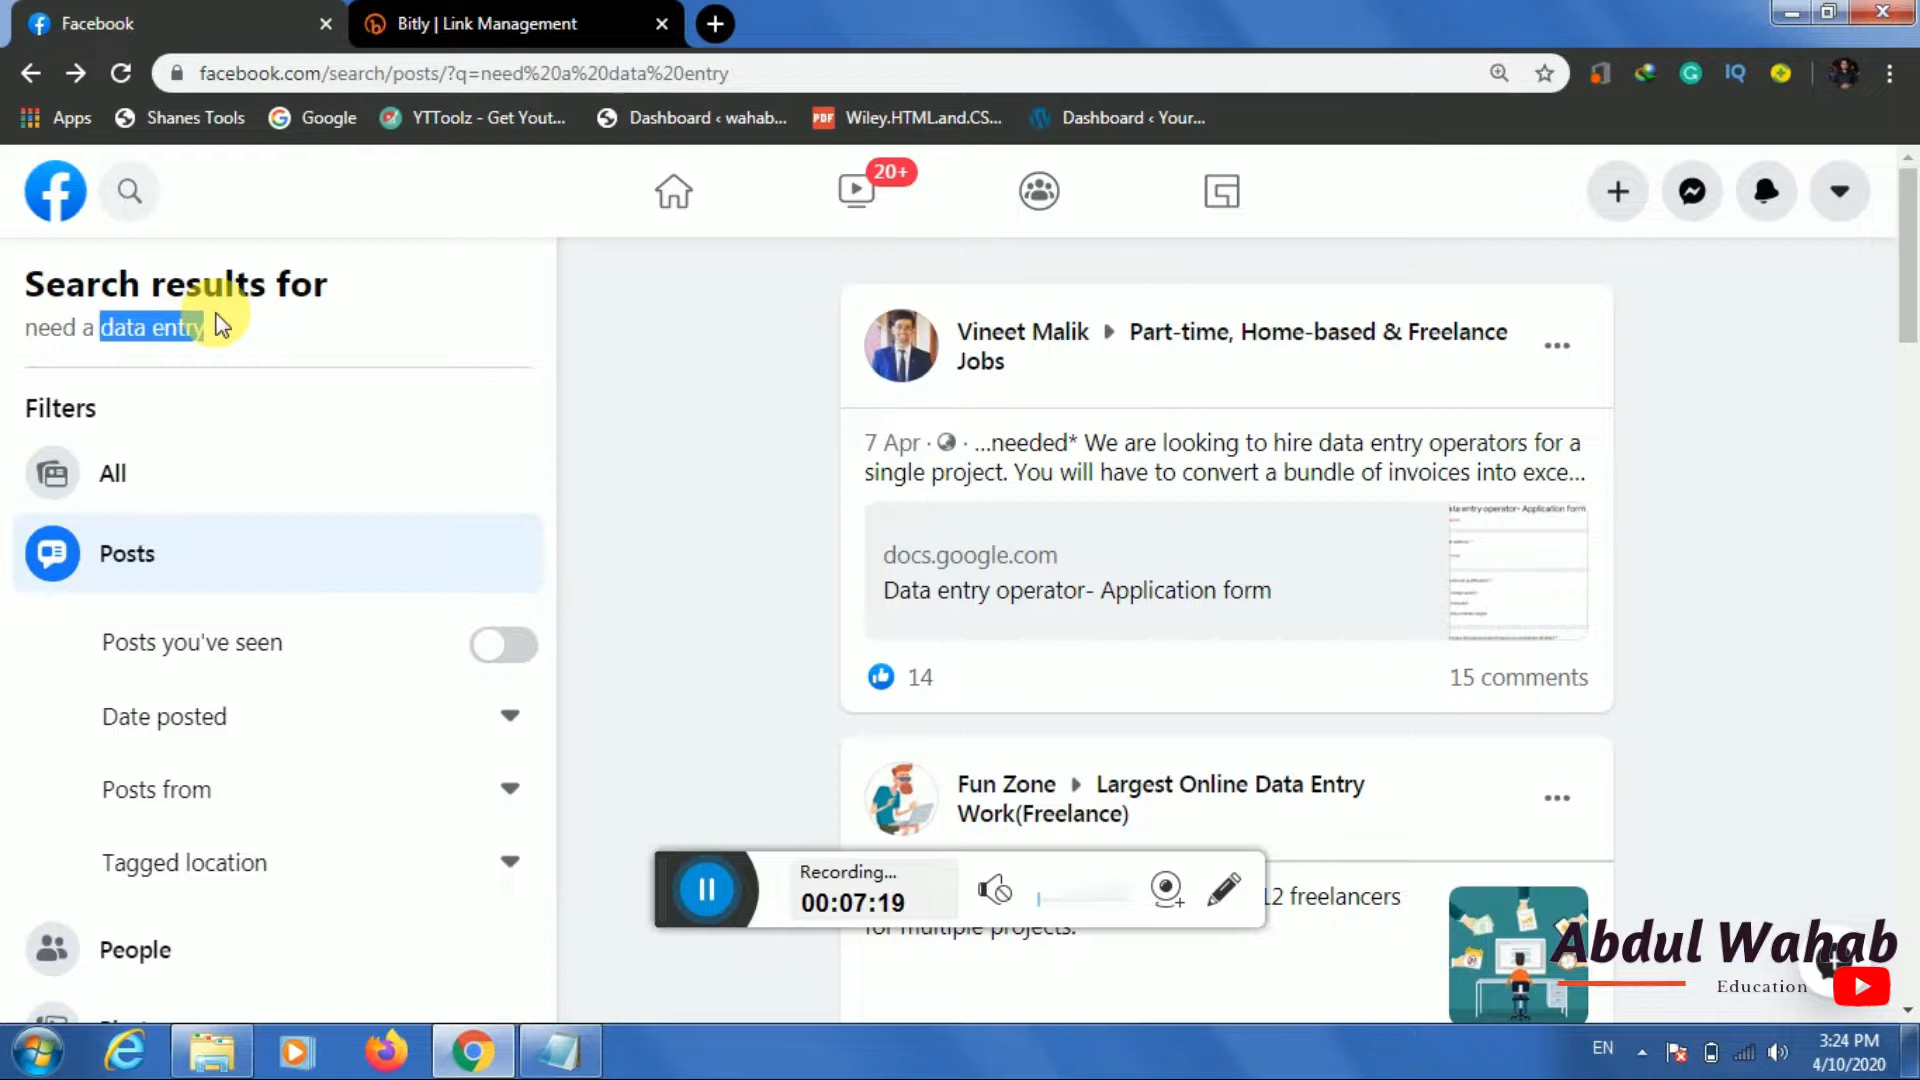 Facebook
Bitly | Link Management
facebook.com/search/posts/?q=need%20a%20data%20entry
Apps
Shanes Tools
Google
YTToolz - Get Yout...
Dashboard ‹ wahab...
PDF
Wiley.HTML.and.CS...
Dashboard ‹ Your...
IQ
20+
Search results for
need a data entry
Filters
All
Posts
Posts you've seen
Date posted
Posts from
Tagged location
People
Vineet Malik ▶ Part-time, Home-based & Freelance
Jobs
7 Apr · ...needed* We are looking to hire data entry operators for a
single project. You will have to convert a bundle of invoices into exce...
docs.google.com
Data entry operator- Application form
14
15 comments
Fun Zone ▶ Largest Online Data Entry
Work(Freelance)
12 freelancers
for multiple projects.
Recording...
00:07:19
Abdul Wahab
Education
EN
3:24 PM
4/10/2020